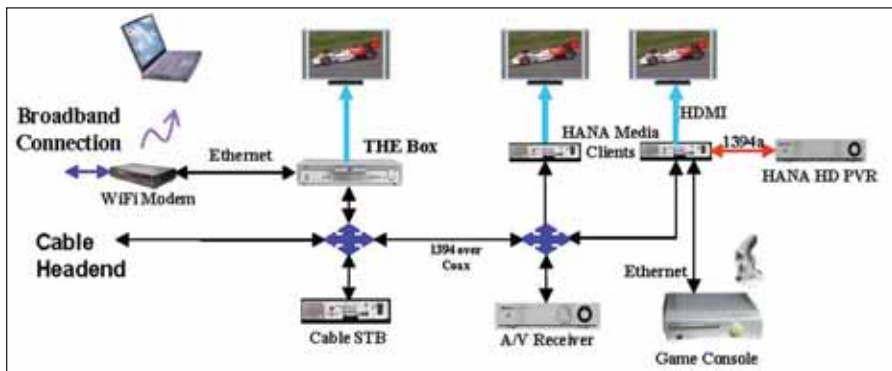 Broadband
Connection
Ethernet
THE Box
WiFi Modem
HDMI
HANA Media
Clients
1394a
HANA HD PVR
Cable
Headend
1394 over
Coax
Ethernet
Cable STB
A/V Receiver
Game Console